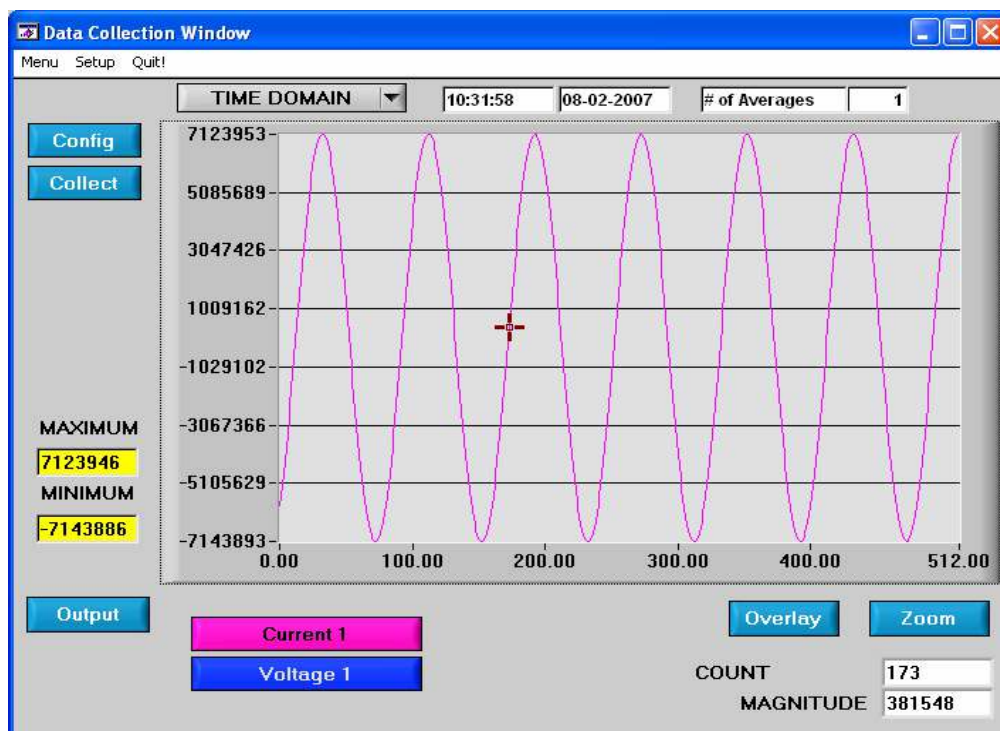 Data Collection Window
Menu Setup Quit!
TIME DOMAIN 10:31:58 08-02-2007 # of Averages 1
Config
Collect
7123953
5085689
3047426
1009162
-1029102
-3067366
-5105629
-7143893
0.00 100.00 200.00 300.00 400.00 512.00
MAXIMUM
7123946
MINIMUM
-7143886
Output
Current 1
Voltage 1
Overlay Zoom
COUNT 173
MAGNITUDE 381548